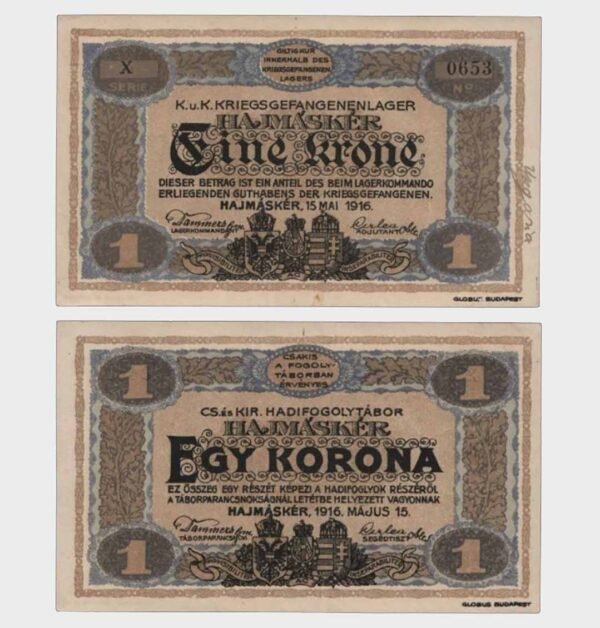 X
SERIE
GILTIG NUR
INNERHALB DES
KRIEGSGEFANGENEN
LAGERS
0653
No
K.u.K. KRIEGSGEFANGENENLAGER
HAJMÁSKÉR
Eine Krone.
DIESER BETRAG IST EIN ANTEIL DES BEIM LAGERKOMMANDO
ERLIEGENDEN GUTHABENS DER KRIEGSGEFANGENEN.
HAJMÁSKÉR, 15 MAI 1916.
LAGERKOMMANDANT
ADJUTANT
1
1
GLOBUS, BUDAPEST
1
CSAKIS
A FOGOLY-
TÁBORBAN
ÉRVÉNYES
1
CS. és KIR. HADIFOGOLYTÁBOR
HAJMÁSKÉR
EGY KORONA
EZ ÖSSZEG EGY RÉSZÉT KÉPEZI A HADIFOGLYOK RÉSZÉRŐL
A TÁBORPARANCSNOKSÁGNÁL LETÉTBE HELYEZETT VAGYONNAK
HAJMÁSKÉR, 1916. MÁJUS 15.
TÁBORPARANCSNOK
SEGÉDTISZT
1
1
GLOBUS BUDAPEST